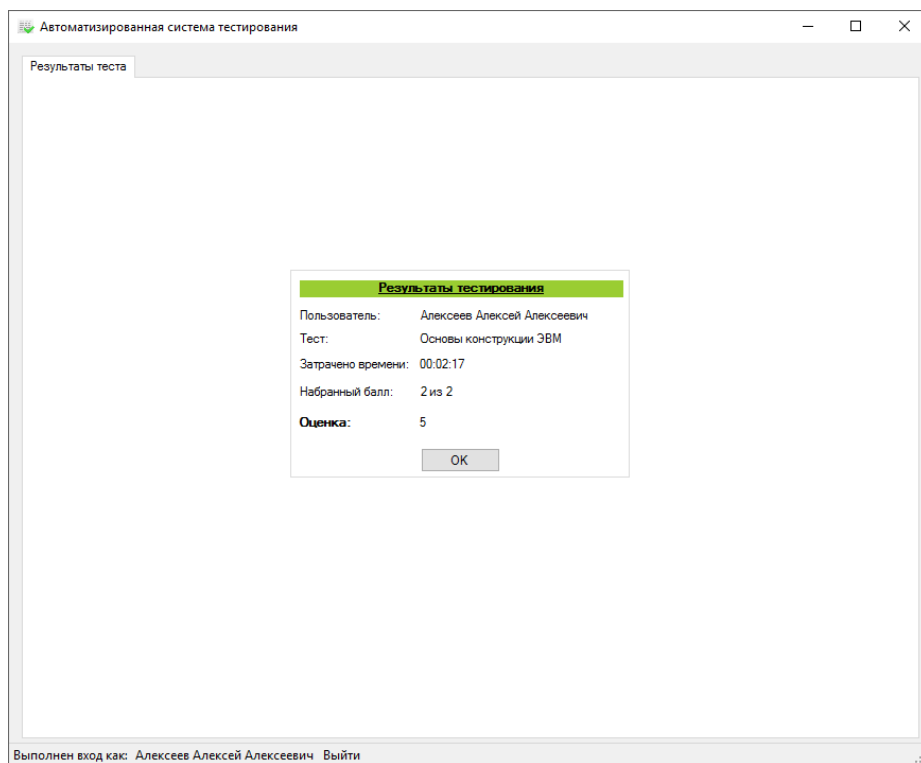 Автоматизированная система тестирования
Результаты теста
Результаты тестирования
Пользователь: Алексеев Алексей Алексеевич
Тест: Основы конструкции ЭВМ
Затрачено времени: 00:02:17
Набранный балл: 2 из 2
Оценка: 5
OK
Выполнен вход как: Алексеев Алексей Алексеевич Выйти